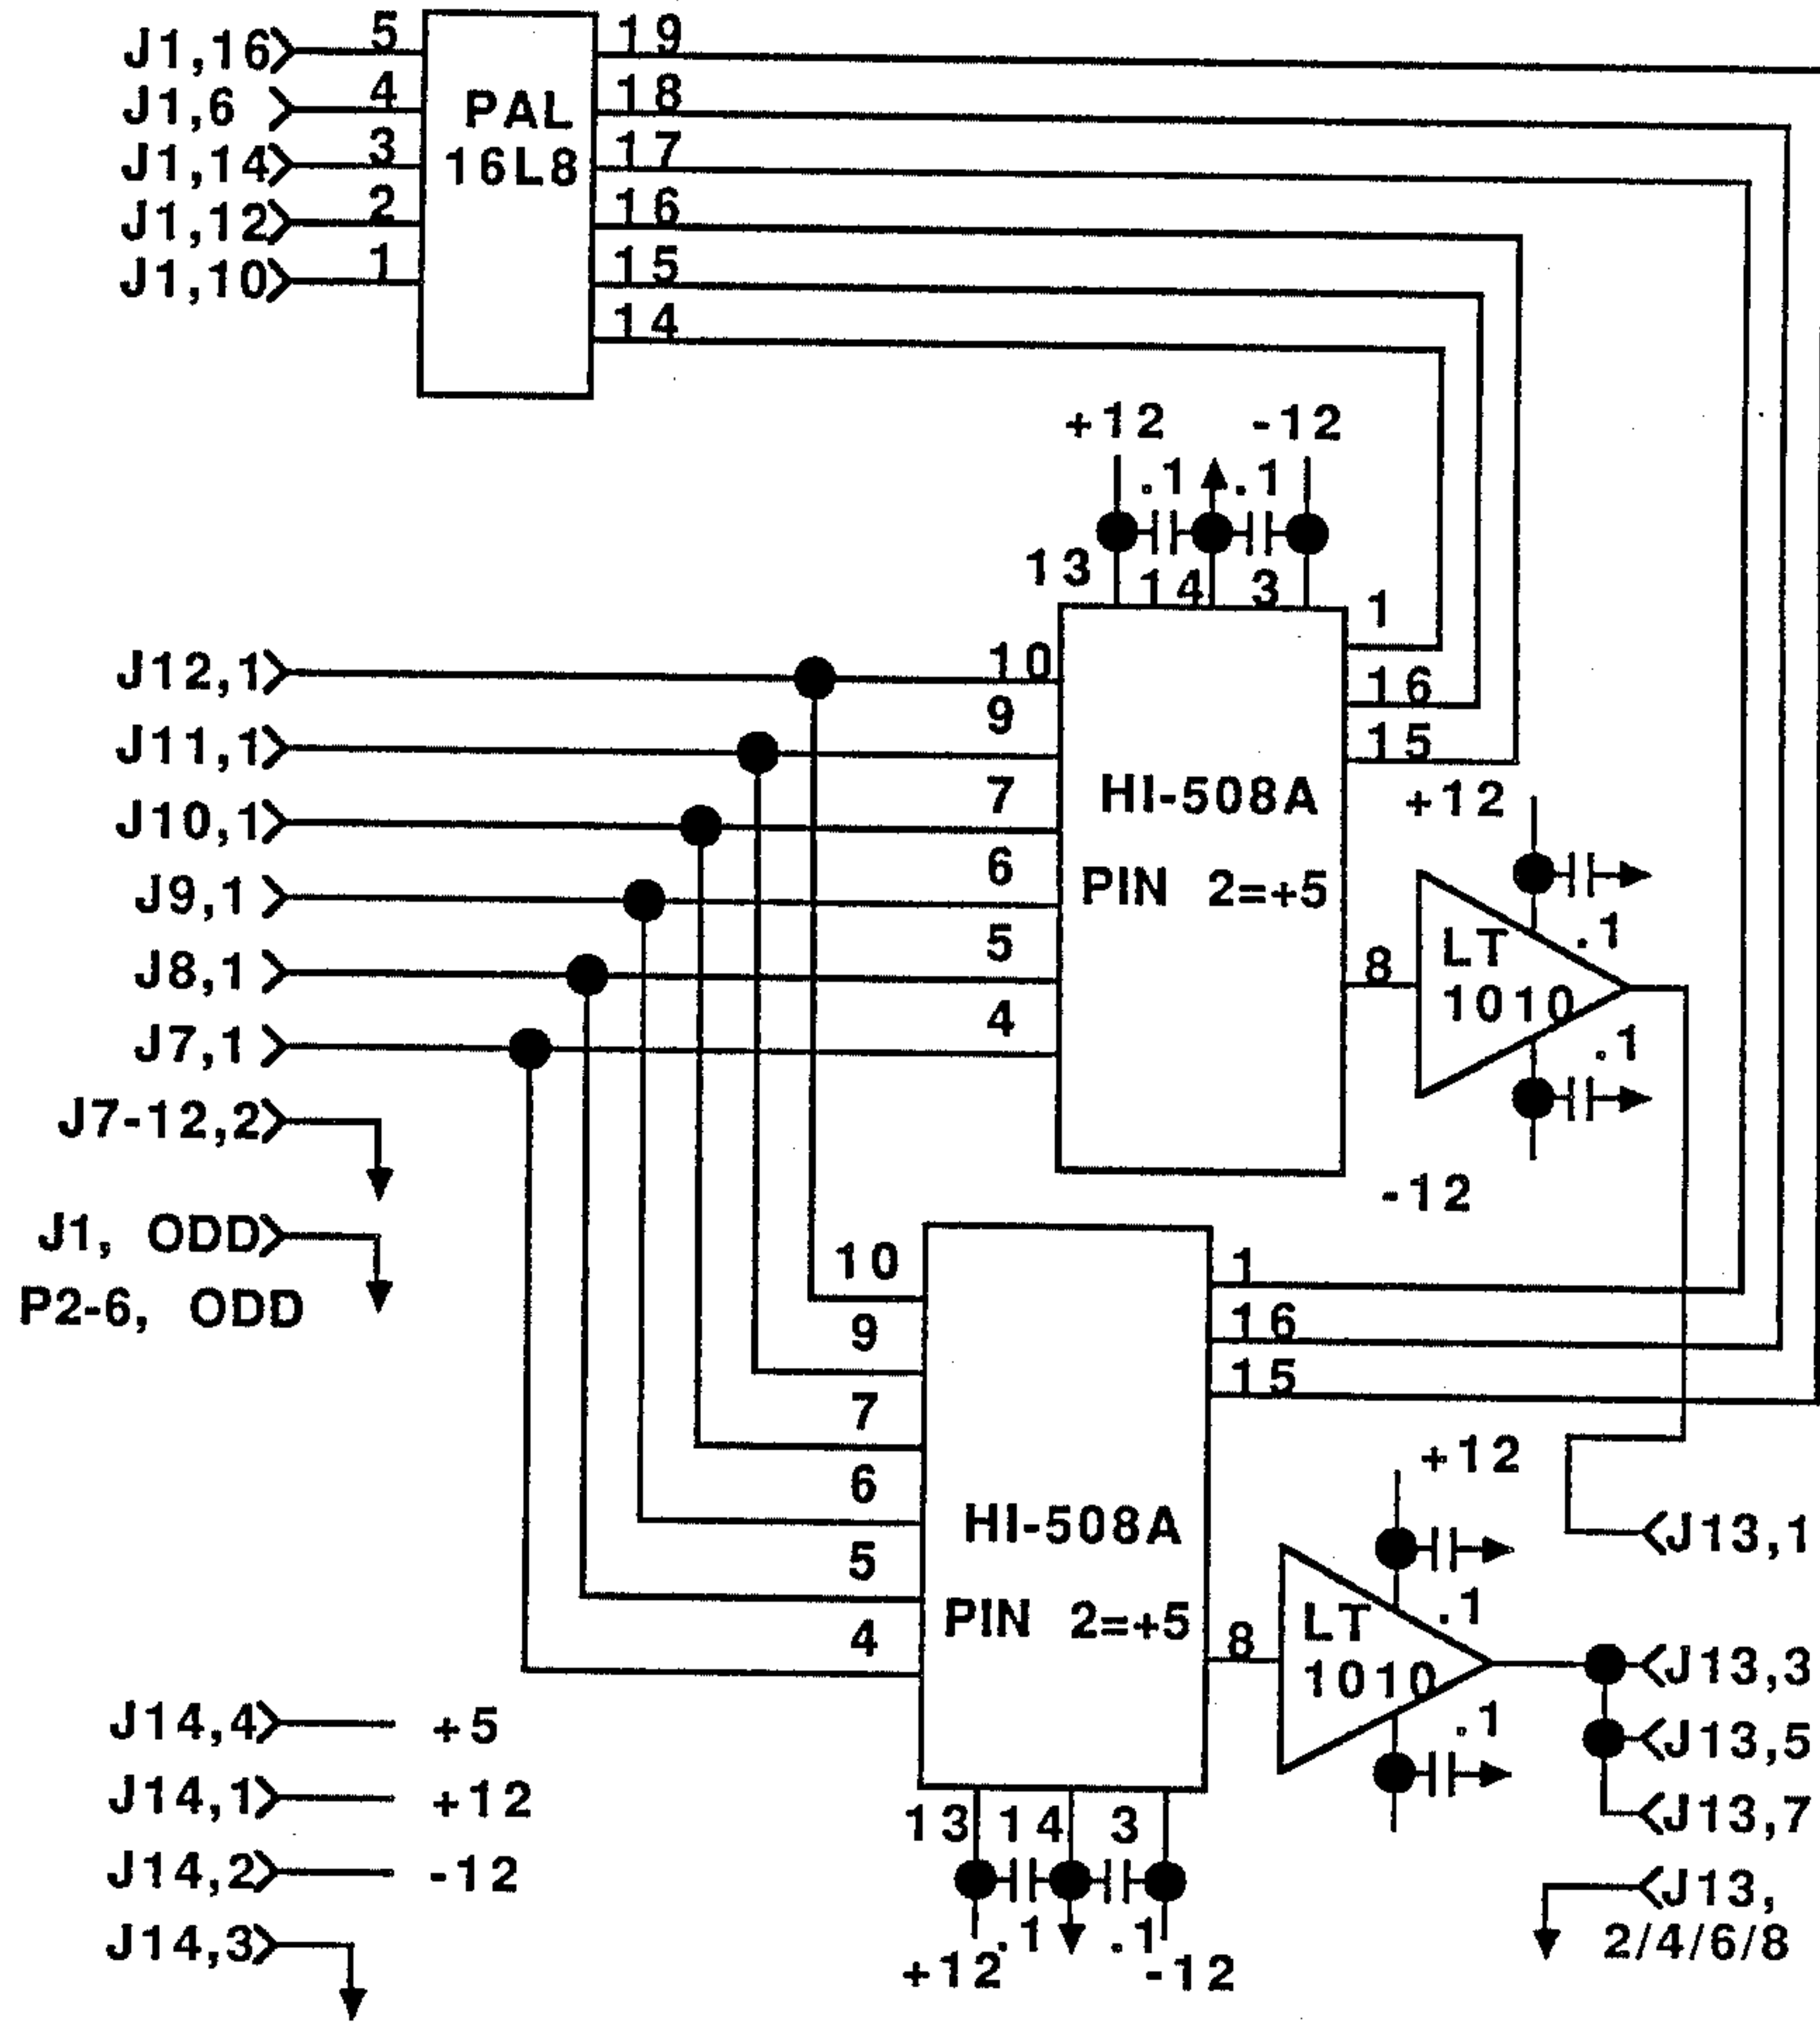 J1,16
5
19
J1,6
4
PAL
18
J1,14
3
16L8
17
J1,12
2
16
J1,10
1
15
14
+12
-12
.1
.1
13
14
3
1
J12,1
10
16
9
J11,1
15
7
HI-508A
+12
J10,1
6
PIN 2=+5
J9,1
5
LT
.1
J8,1
8
1010
4
.1
J7,1
J7-12,2
-12
J1, ODD
10
1
P2-6, ODD
9
16
7
15
+12
6
HI-508A
J13,1
5
.1
PIN 2=+5
LT
4
8
1010
J13,3
.1
J14,4
+5
J13,5
J14,1
+12
13
14
3
J13,7
J14,2
-12
J13,
J14,3
.1
.1
2/4/6/8
+12
-12